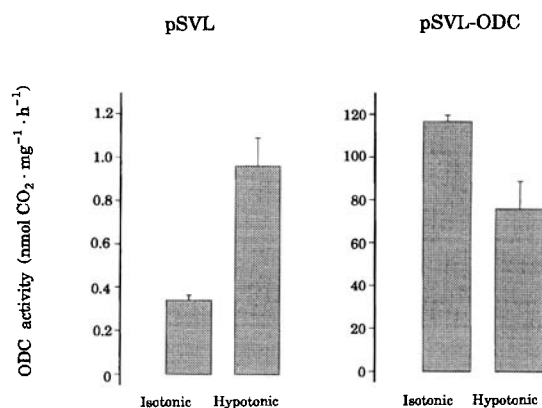 pSVL
pSVL-ODC
ODC activity (nmol CO₂ · mg⁻¹ · h⁻¹)
1.2
1.0
0.8
0.6
0.4
0.2
0
Isotonic Hypotonic
120
100
80
60
40
20
0
Isotonic Hypotonic